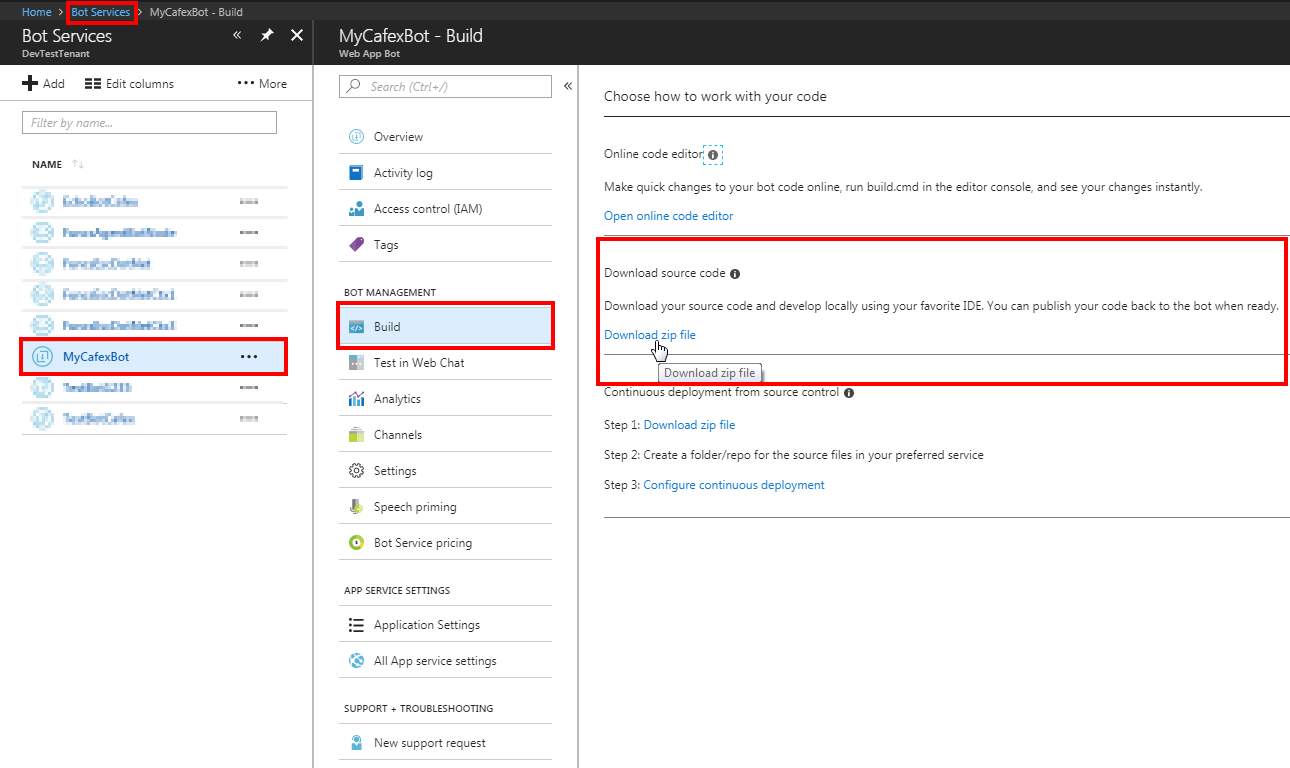 Home > Bot Services > MyCafexBot - Build
Bot Services
DevTestTenant
Add
Edit columns
More
Filter by name...
NAME
MyCafexBot
MyCafexBot - Build
Web App Bot
Search (Ctrl+/)
Overview
Activity log
Access control (IAM)
Tags
BOT MANAGEMENT
Build
Test in Web Chat
Analytics
Channels
Settings
Speech priming
Bot Service pricing
APP SERVICE SETTINGS
Application Settings
All App service settings
SUPPORT + TROUBLESHOOTING
New support request
Choose how to work with your code
Online code editor
Make quick changes to your bot code online, run build.cmd in the editor console, and see your changes instantly.
Open online code editor
Download source code
Download your source code and develop locally using your favorite IDE. You can publish your code back to the bot when ready.
Download zip file
Download zip file
Continuous deployment from source control
Step 1: Download zip file
Step 2: Create a folder/repo for the source files in your preferred service
Step 3: Configure continuous deployment